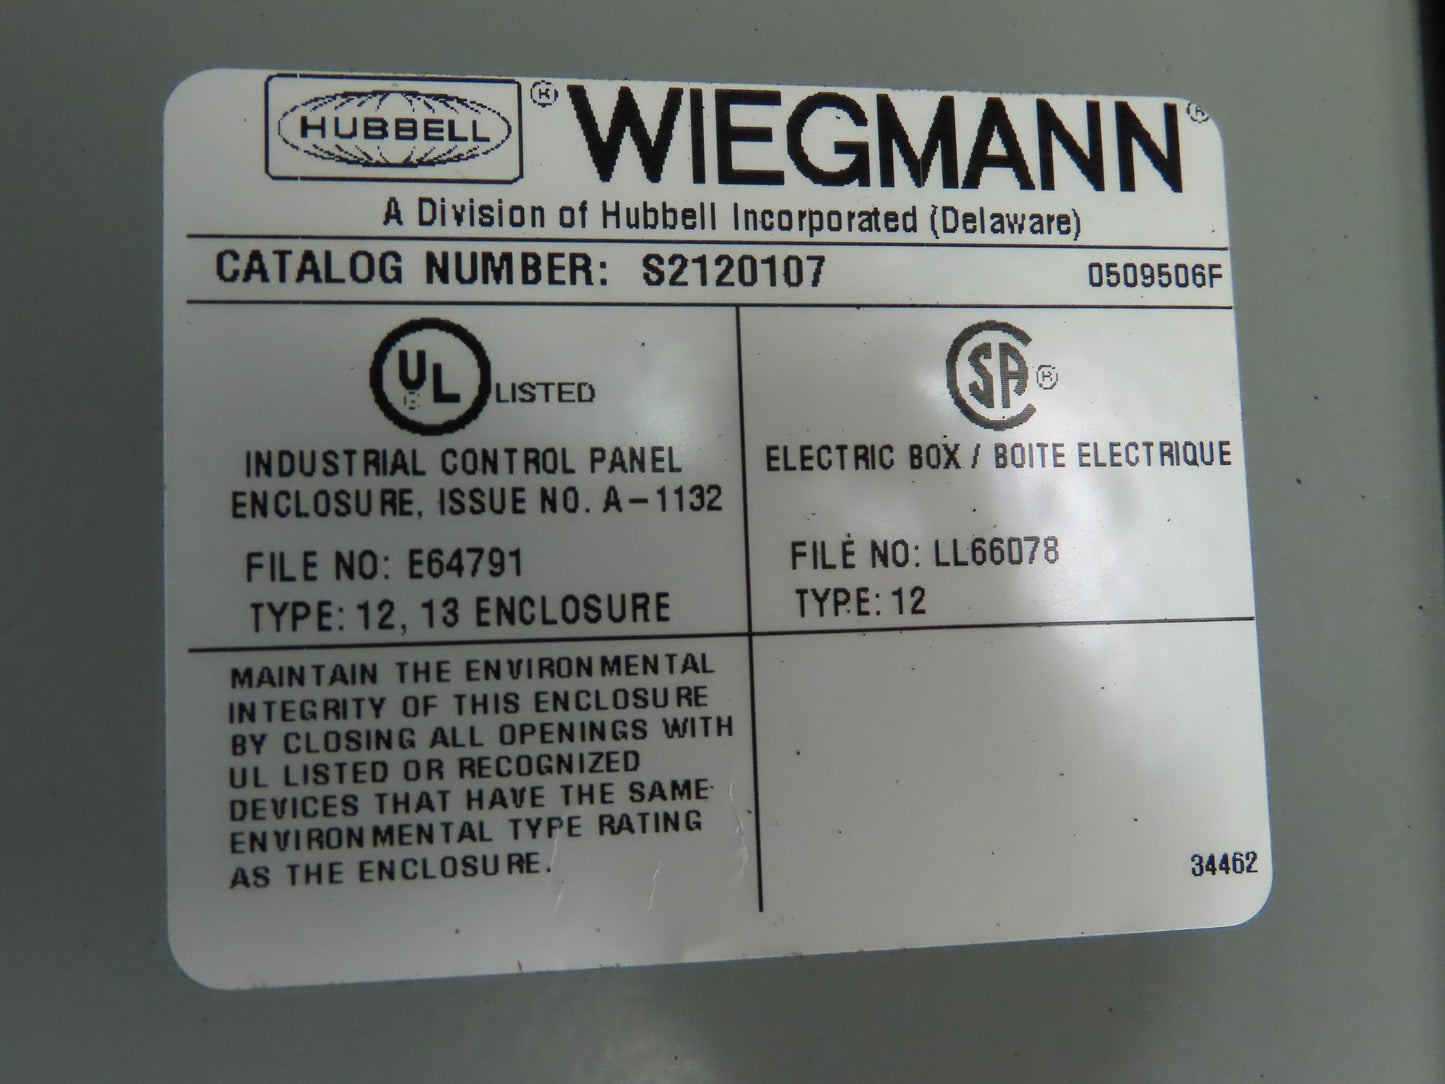 HUBBELL ® WIEGMANN ®
A Division of Hubbell Incorporated (Delaware)
CATALOG NUMBER: S2120107 0509506F
UL ® LISTED
INDUSTRIAL CONTROL PANEL
ENCLOSURE, ISSUE NO. A-1132
FILE NO: E64791
TYPE: 12, 13 ENCLOSURE
CSA ®
ELECTRIC BOX / BOITE ELECTRIQUE
FILE NO: LL66078
TYPE: 12
MAINTAIN THE ENVIRONMENTAL
INTEGRITY OF THIS ENCLOSURE
BY CLOSING ALL OPENINGS WITH
UL LISTED OR RECOGNIZED
DEVICES THAT HAVE THE SAME
ENVIRONMENTAL TYPE RATING
AS THE ENCLOSURE.
34462